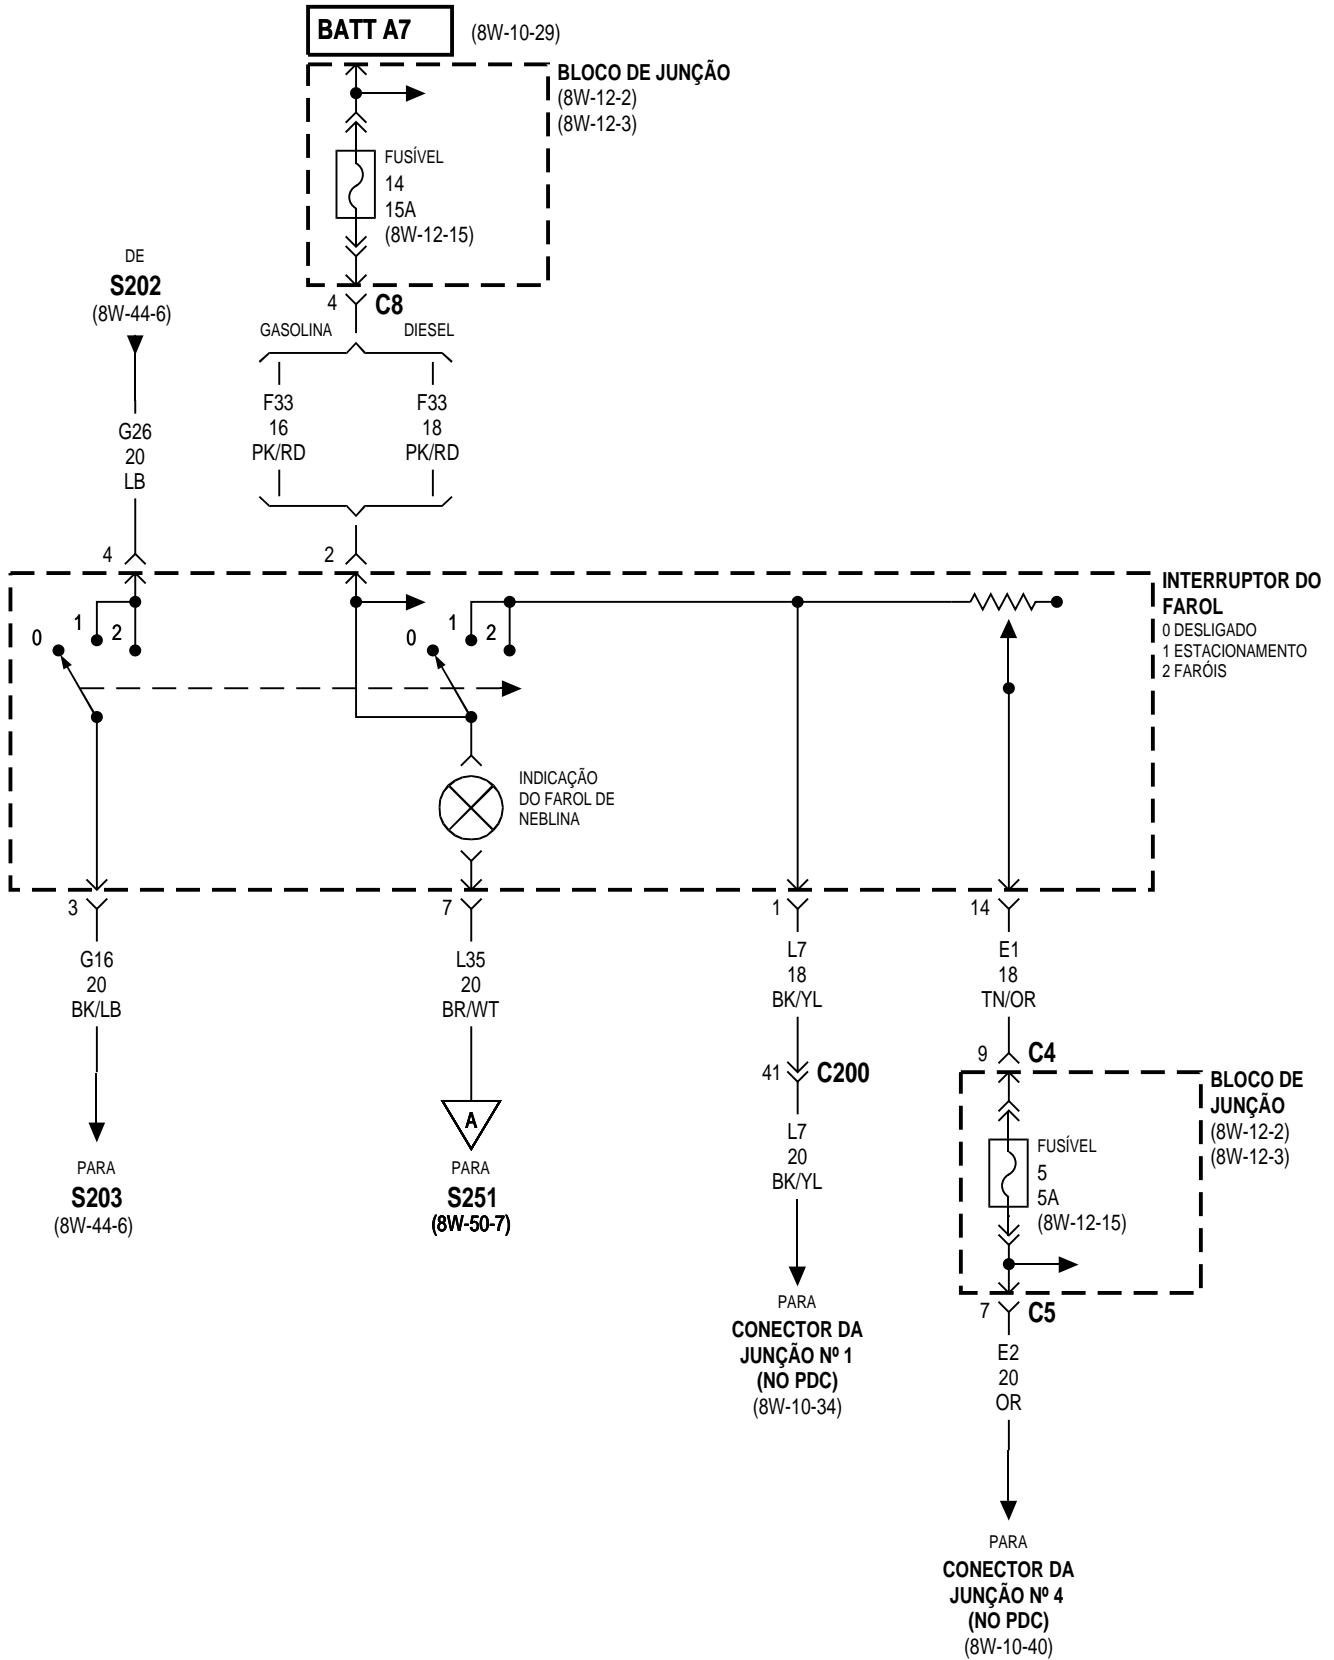 BATT A7
(8W-10-29)
BLOCO DE JUNÇÃO
(8W-12-2)
(8W-12-3)
FUSÍVEL
14
15A
(8W-12-15)
DE
S202
(8W-44-6)
4
C8
GASOLINA
DIESEL
F33
16
PK/RD
F33
18
PK/RD
G26
20
LB
4
2
INTERRUPTOR DO
FAROL
0 DESLIGADO
1 ESTACIONAMENTO
2 FARÓIS
0
1
2
0
1
2
INDICAÇÃO
DO FAROL DE
NEBLINA
3
7
1
14
G16
20
BK/LB
L35
20
BR/WT
L7
18
BK/YL
E1
18
TN/OR
41
C200
9
C4
BLOCO DE
JUNÇÃO
(8W-12-2)
(8W-12-3)
A
L7
20
BK/YL
FUSÍVEL
5
5A
(8W-12-15)
PARA
S203
(8W-44-6)
PARA
S251
(8W-50-7)
PARA
CONECTOR DA
JUNÇÃO Nº 1
(NO PDC)
(8W-10-34)
7
C5
E2
20
OR
PARA
CONECTOR DA
JUNÇÃO Nº 4
(NO PDC)
(8W-10-40)